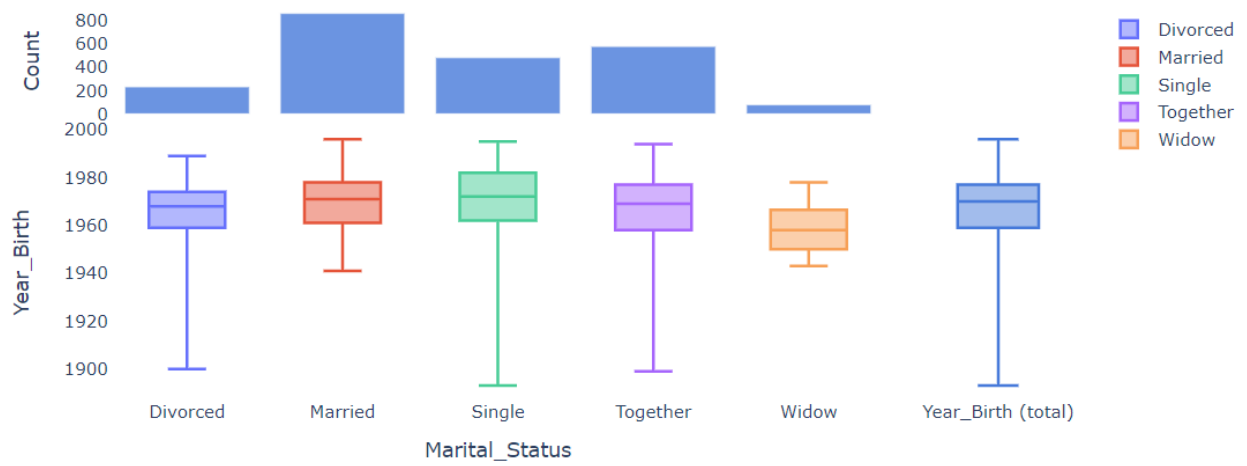 Count
800
600
400
200
0
Year_Birth
2000
1980
1960
1940
1920
1900
Divorced
Married
Single
Together
Widow
Year_Birth (total)
Marital_Status
Divorced
Married
Single
Together
Widow